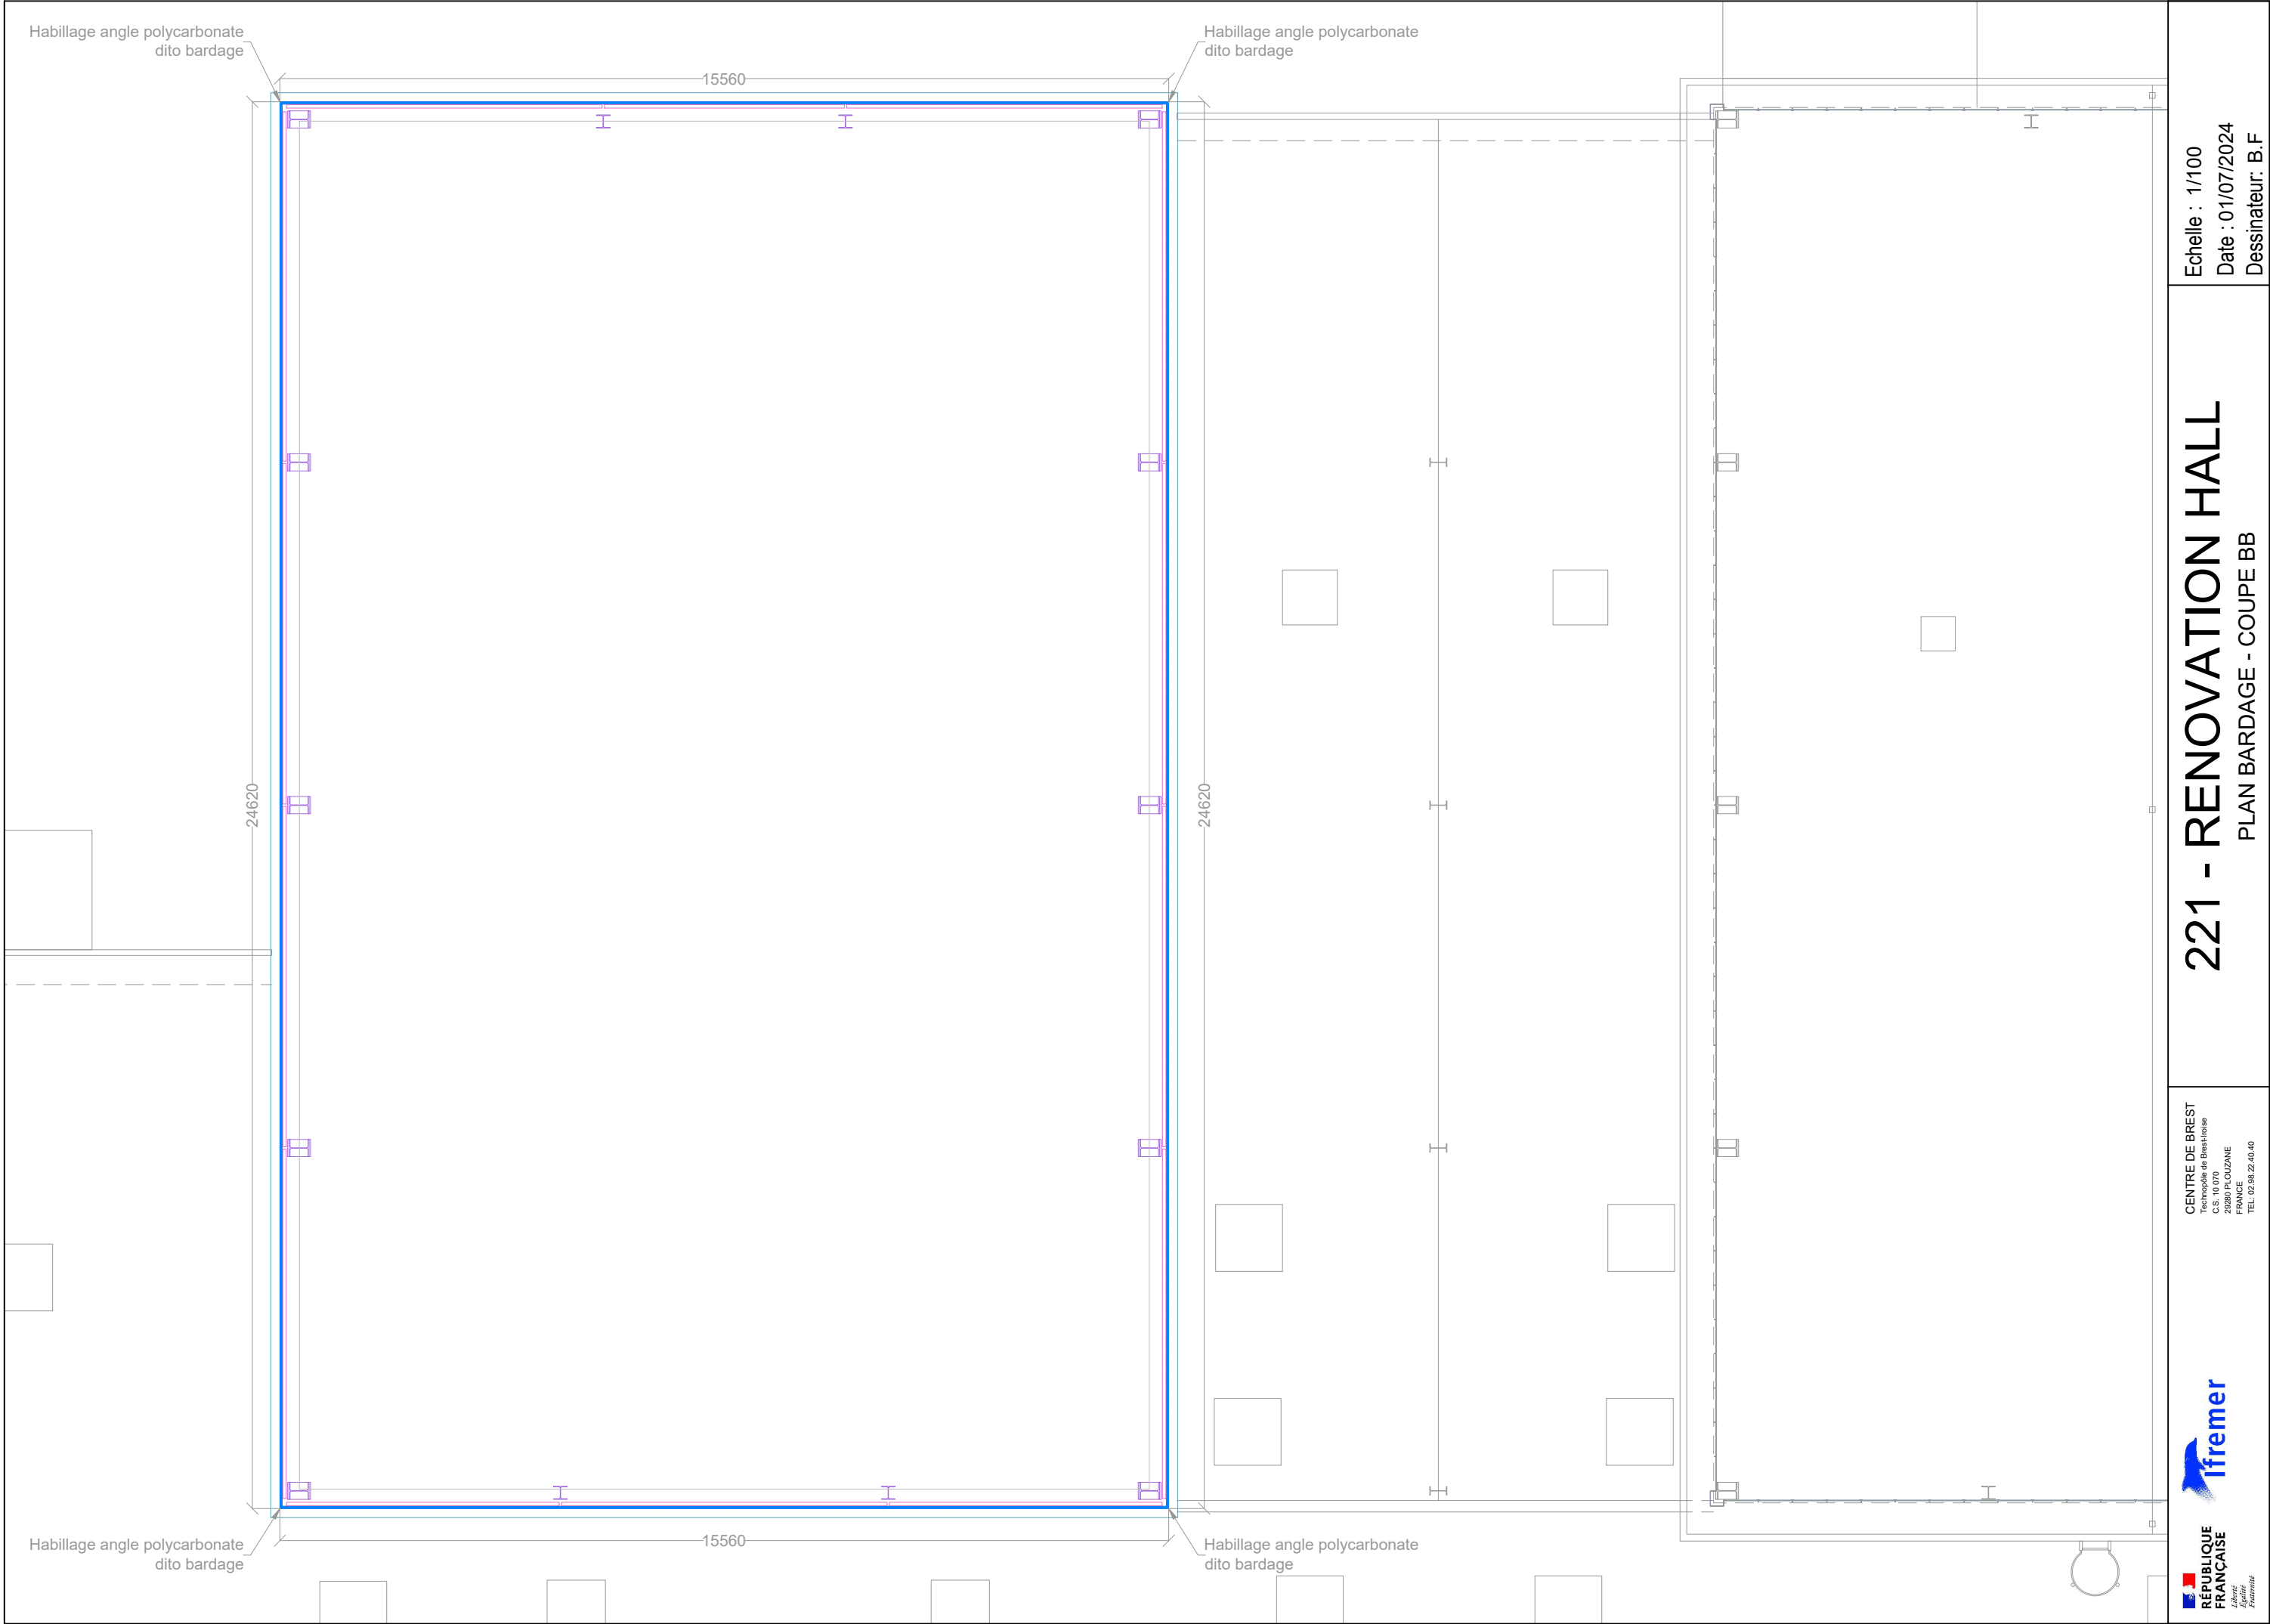 Habillage angle polycarbonate
dito bardage
Habillage angle polycarbonate
dito bardage
15560
24620
24620
15560
Habillage angle polycarbonate
dito bardage
Habillage angle polycarbonate
dito bardage
Echelle : 1/100
Date : 01/07/2024
Dessinateur: B.F
221 - RENOVATION HALL
PLAN BARDAGE - COUPE BB
CENTRE DE BREST
Technopôle de Brest-Iroise
C.S. 10 070
29280 PLOUZANE
FRANCE
TEL: 02.98.22.40.40
Ifremer
RÉPUBLIQUE
FRANÇAISE
Liberté
Égalité
Fraternité